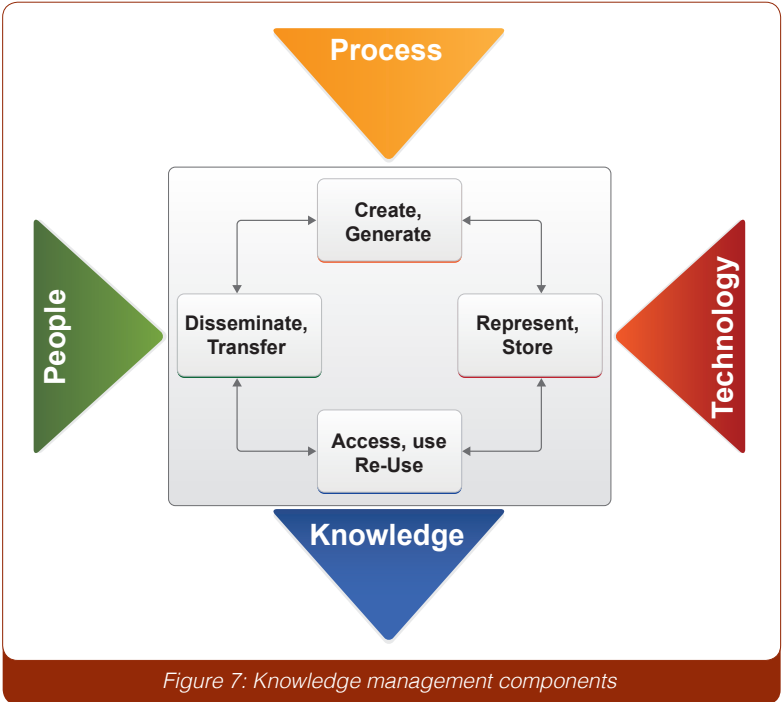 Process
Create,
Generate
People
Disseminate,
Transfer
Represent,
Store
Technology
Access, use
Re-Use
Knowledge
Figure 7: Knowledge management components